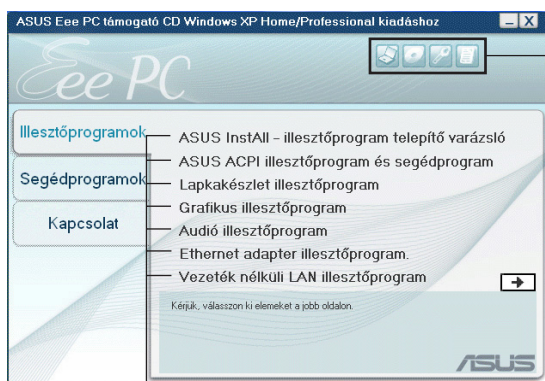 ASUS Eee PC támogató CD Windows XP Home/Professional kiadáshoz
Eee PC
Illesztőprogramok
Segédprogramok
Kapcsolat
ASUS InstAll – illesztőprogram telepítő varázsló
ASUS ACPI illesztőprogram és segédprogram
Lapkakészlet illesztőprogram
Grafikus illesztőprogram
Audió illesztőprogram
Ethernet adapter illesztőprogram.
Vezeték nélküli LAN illesztőprogram
Kérjük, válasszon ki elemeket a jobb oldalon.
ASUS